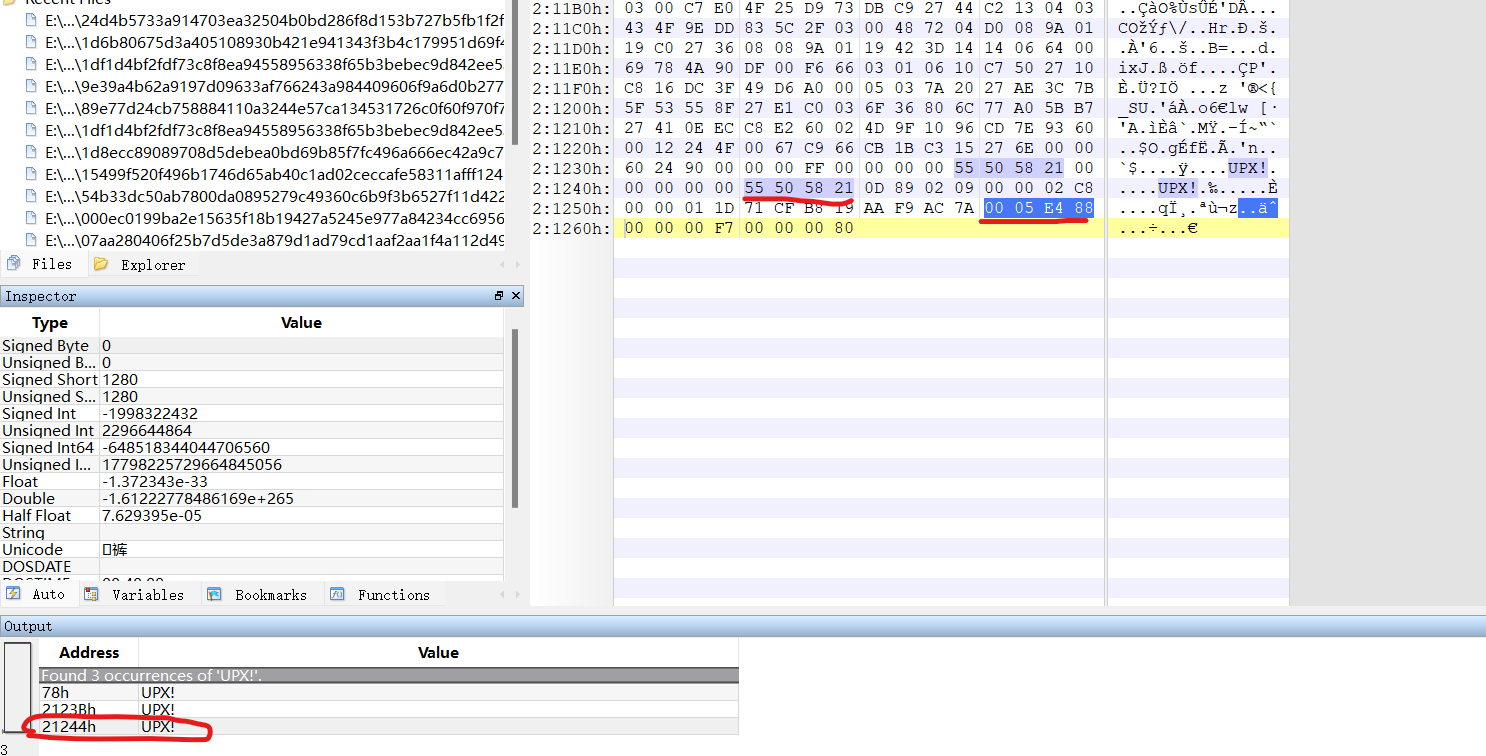 Recent Files
E:\...\24d4b5733a914703ea32504b0bd286f8d153b727b5fb1f2f
E:\...\1d6b80675d3a405108930b421e941343f3b4c179951d69f4
E:\...\1df1d4bf2fdf73c8f8ea94558956338f65b3bebec9d842ee5
E:\...\9e39a4b62a9197d09633af766243a984409606f9a6d0b277
E:\...\89e77d24cb758884110a3244e57ca134531726c0f60f970f7
E:\...\1df1d4bf2fdf73c8f8ea94558956338f65b3bebec9d842ee5
E:\...\1d8ecc89089708d5debea0bd69b85f7fc496a666ec42a9c7
E:\...\15499f520f496b1746d65ab40c1ad02ceccafe58311afff124
E:\...\54b33dc50ab7800da0895279c49360c6b9f3b6527f11d422
E:\...\000ec0199ba2e15635f18b19427a5245e977a84234cc6956
E:\...\07aa280406f25b7d5de3a879d1ad79cd1aaf2aa1f4a112d49
Files Explorer
2:11B0h: 03 00 C7 E0 4F 25 D9 73 DB C9 27 44 C2 13 04 03 ..ÇàO%ÙsÛÉ'DÂ...
2:11C0h: 43 4F 9E DD 83 5C 2F 03 00 48 72 04 D0 08 9A 01 COžÝƒ\/..Hr.Ð.š.
2:11D0h: 19 C0 27 36 08 08 9A 01 19 42 3D 14 14 06 64 00 .À'6..š..B=...d.
2:11E0h: 69 78 4A 90 DF 00 F6 66 03 01 06 10 C7 50 27 10 ixJ.ß.öf....ÇP'.
2:11F0h: C8 16 DC 3F 49 D6 A0 00 05 03 7A 20 27 AE 3C 7B È.Ü?IÖ ...z '®<{
2:1200h: 5F 53 55 8F 27 E1 C0 03 6F 36 80 6C 77 A0 5B B7 _SU.'áÀ.o6€lw [·
2:1210h: 27 41 0E EC C8 E2 60 02 4D 9F 10 96 CD 7E 93 60 'A.ìÈâ`.MŸ.–Í~“`
2:1220h: 00 12 24 4F 00 67 C9 66 CB 1B C3 15 27 6E 00 00 ..$O.gÉfË.Ã.'n..
2:1230h: 60 24 90 00 00 00 FF 00 00 00 00 55 50 58 21 00 `$....ÿ....UPX!.
2:1240h: 00 00 00 00 55 50 58 21 0D 89 02 09 00 00 02 C8 ....UPX!.‰.....È
2:1250h: 00 00 01 1D 71 CF B8 19 AA F9 AC 7A 00 05 E4 88 ....qÏ¸.ªù¬z..äˆ
2:1260h: 00 00 00 F7 00 00 00 80 ...÷...€
Inspector
Type Value
Signed Byte 0
Unsigned B... 0
Signed Short 1280
Unsigned S... 1280
Signed Int -1998322432
Unsigned Int 2296644864
Signed Int64 -648518344044706560
Unsigned I... 17798225729664845056
Float -1.372343e-33
Double -1.61222778486169e+265
Half Float 7.629395e-05
String
Unicode 裤
DOSDATE
Auto Variables Bookmarks Functions
Output
Address Value
Found 3 occurrences of 'UPX!'.
78h UPX!
2123Bh UPX!
21244h UPX!
3